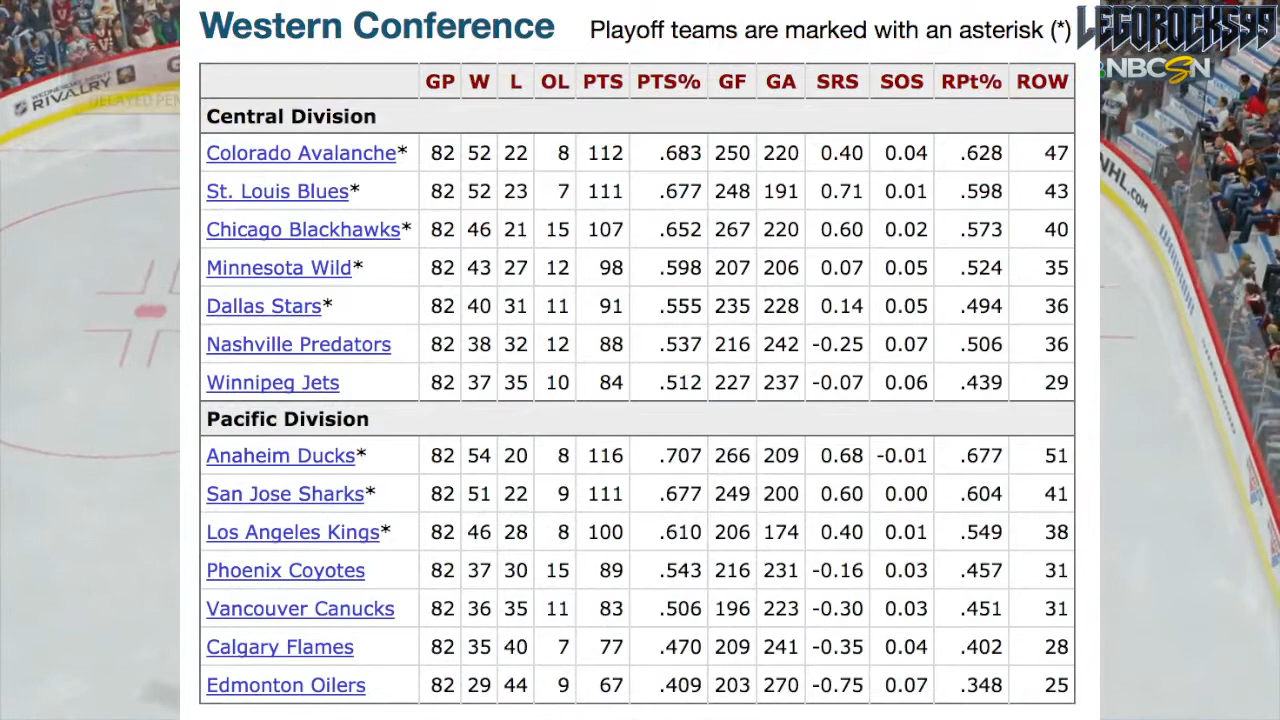 Western Conference Playoff teams are marked with an asterisk (*)
LEGOROCKS99
NBCSN
WEDNESDAY NIGHT
RIVALRY
DELAYED PEN
NHL.COM
GP W L OL PTS PTS% GF GA SRS SOS RPt% ROW
Central Division
Colorado Avalanche* 82 52 22 8 112 .683 250 220 0.40 0.04 .628 47
St. Louis Blues* 82 52 23 7 111 .677 248 191 0.71 0.01 .598 43
Chicago Blackhawks* 82 46 21 15 107 .652 267 220 0.60 0.02 .573 40
Minnesota Wild* 82 43 27 12 98 .598 207 206 0.07 0.05 .524 35
Dallas Stars* 82 40 31 11 91 .555 235 228 0.14 0.05 .494 36
Nashville Predators 82 38 32 12 88 .537 216 242 -0.25 0.07 .506 36
Winnipeg Jets 82 37 35 10 84 .512 227 237 -0.07 0.06 .439 29
Pacific Division
Anaheim Ducks* 82 54 20 8 116 .707 266 209 0.68 -0.01 .677 51
San Jose Sharks* 82 51 22 9 111 .677 249 200 0.60 0.00 .604 41
Los Angeles Kings* 82 46 28 8 100 .610 206 174 0.40 0.01 .549 38
Phoenix Coyotes 82 37 30 15 89 .543 216 231 -0.16 0.03 .457 31
Vancouver Canucks 82 36 35 11 83 .506 196 223 -0.30 0.03 .451 31
Calgary Flames 82 35 40 7 77 .470 209 241 -0.35 0.04 .402 28
Edmonton Oilers 82 29 44 9 67 .409 203 270 -0.75 0.07 .348 25